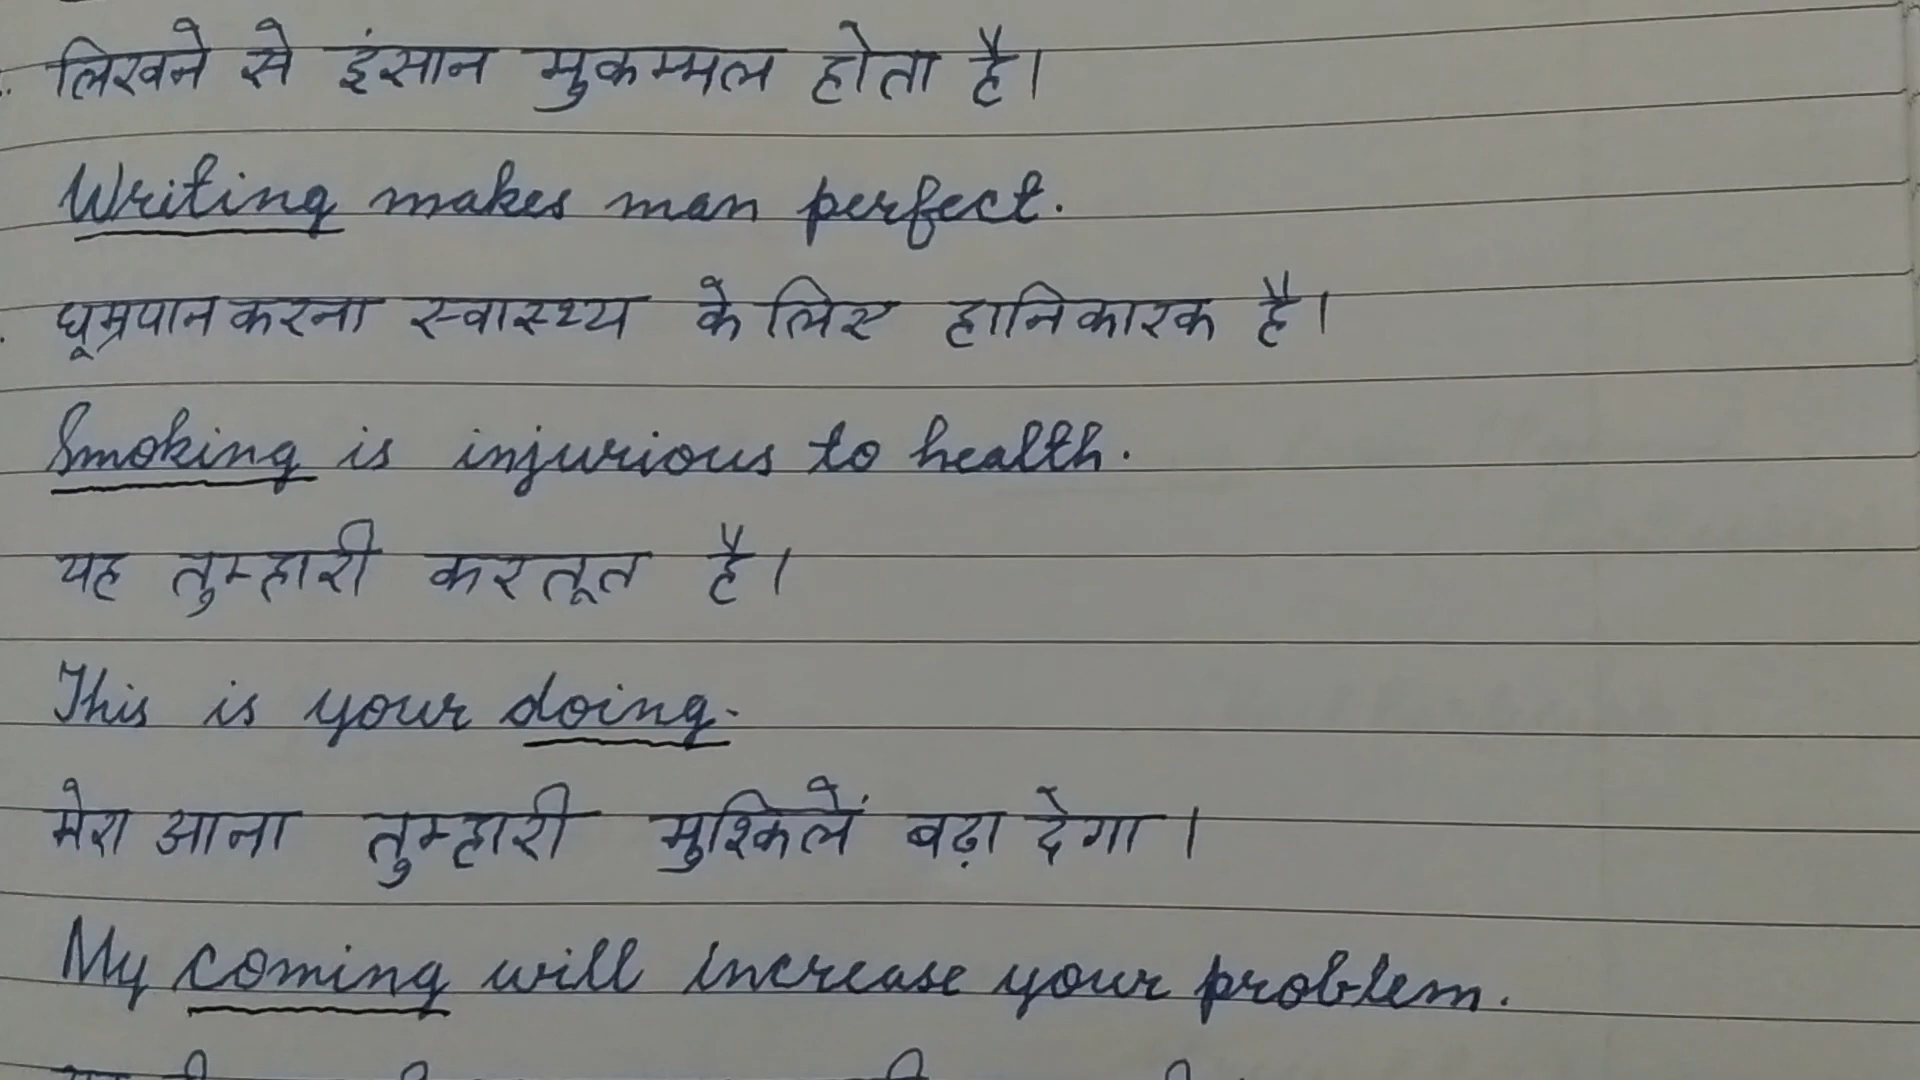 लिखने से इंसान मुकम्मल होता है।
Writing makes man perfect.
धूम्रपान करना स्वास्थ्य के लिए हानिकारक है।
Smoking is injurious to health.
यह तुम्हारी करतूत है।
This is your doing.
मेरा आना तुम्हारी मुश्किलें बढ़ा देगा।
My coming will increase your problem.